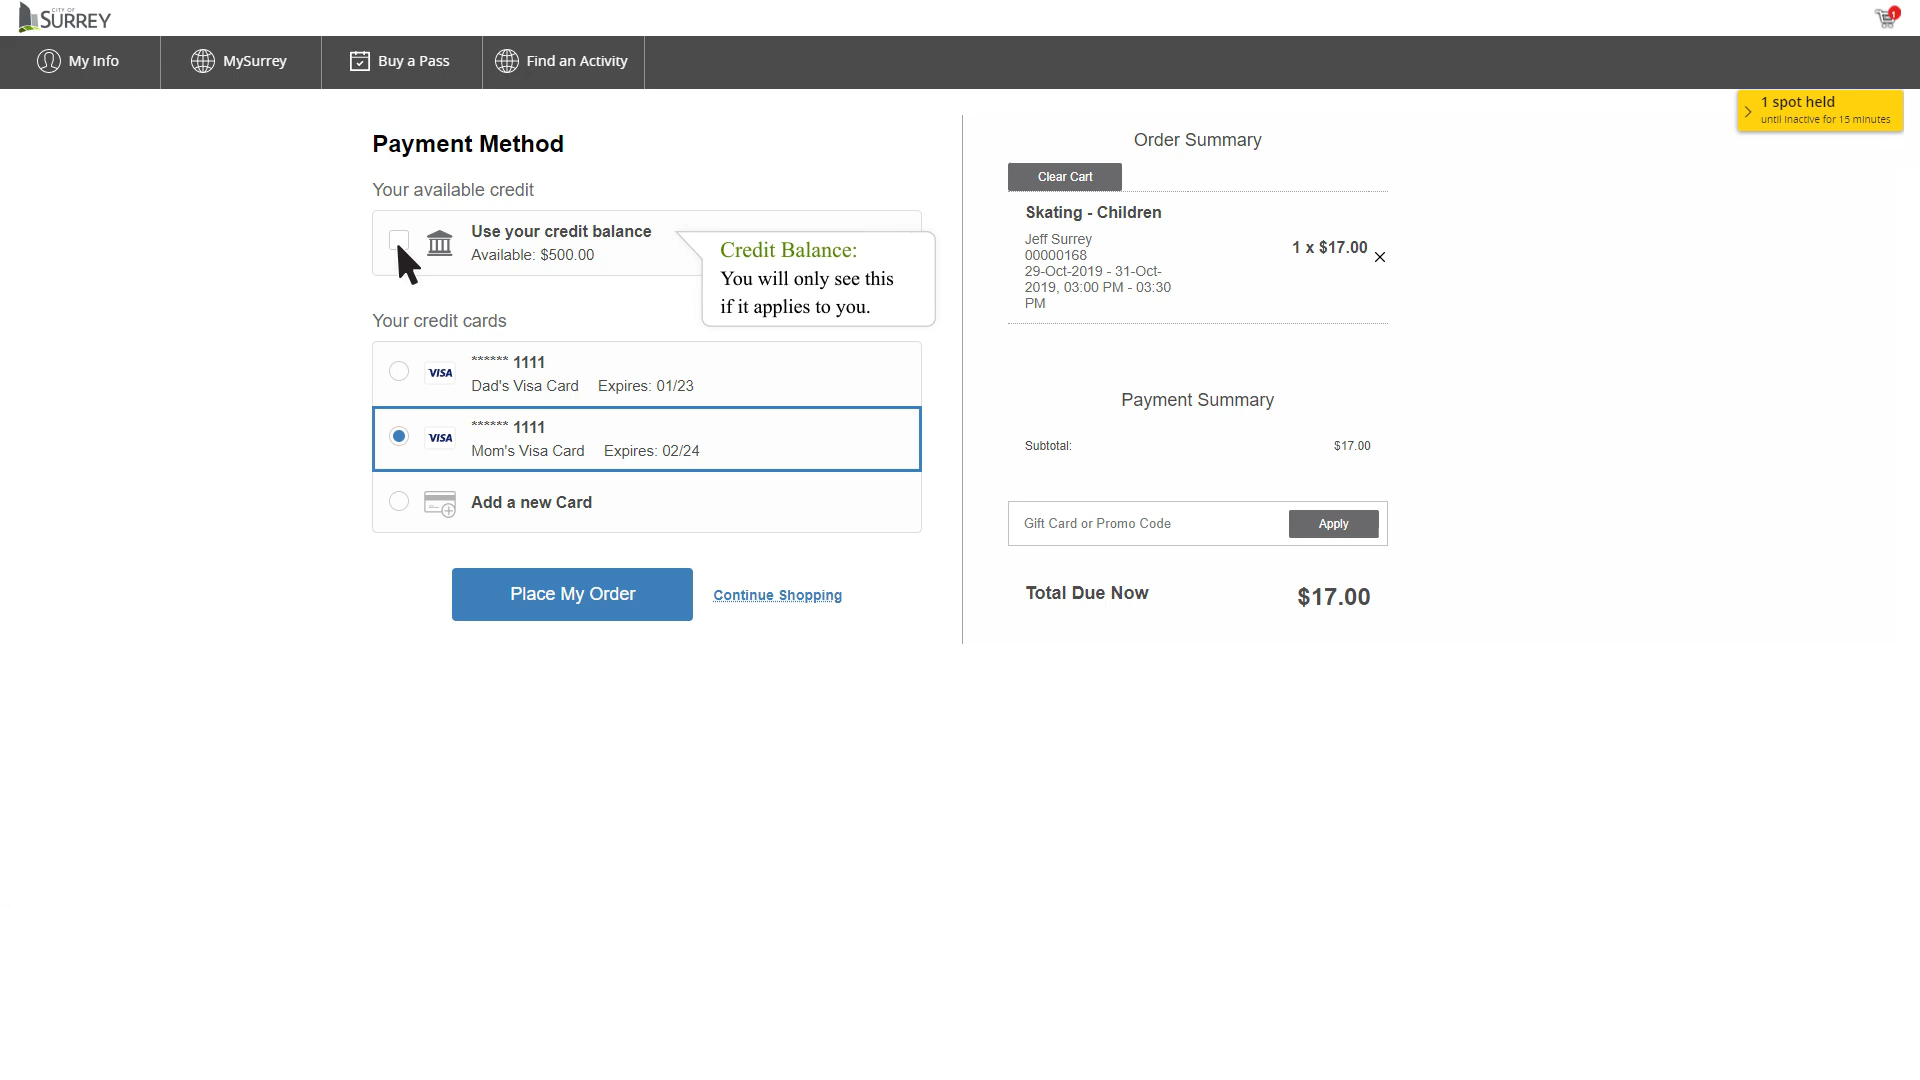 CITY OF
SURREY
1
My Info
MySurrey
Buy a Pass
Find an Activity
1 spot held
until inactive for 15 minutes
Payment Method
Your available credit
Use your credit balance
Available: $500.00
Credit Balance:
You will only see this
if it applies to you.
Your credit cards
VISA
****** 1111
Dad's Visa Card Expires: 01/23
VISA
****** 1111
Mom's Visa Card Expires: 02/24
Add a new Card
Place My Order
Continue Shopping
Order Summary
Clear Cart
Skating - Children
Jeff Surrey
00000168
29-Oct-2019 - 31-Oct-
2019, 03:00 PM - 03:30
PM
1 x $17.00
Payment Summary
Subtotal: $17.00
Gift Card or Promo Code
Apply
Total Due Now $17.00